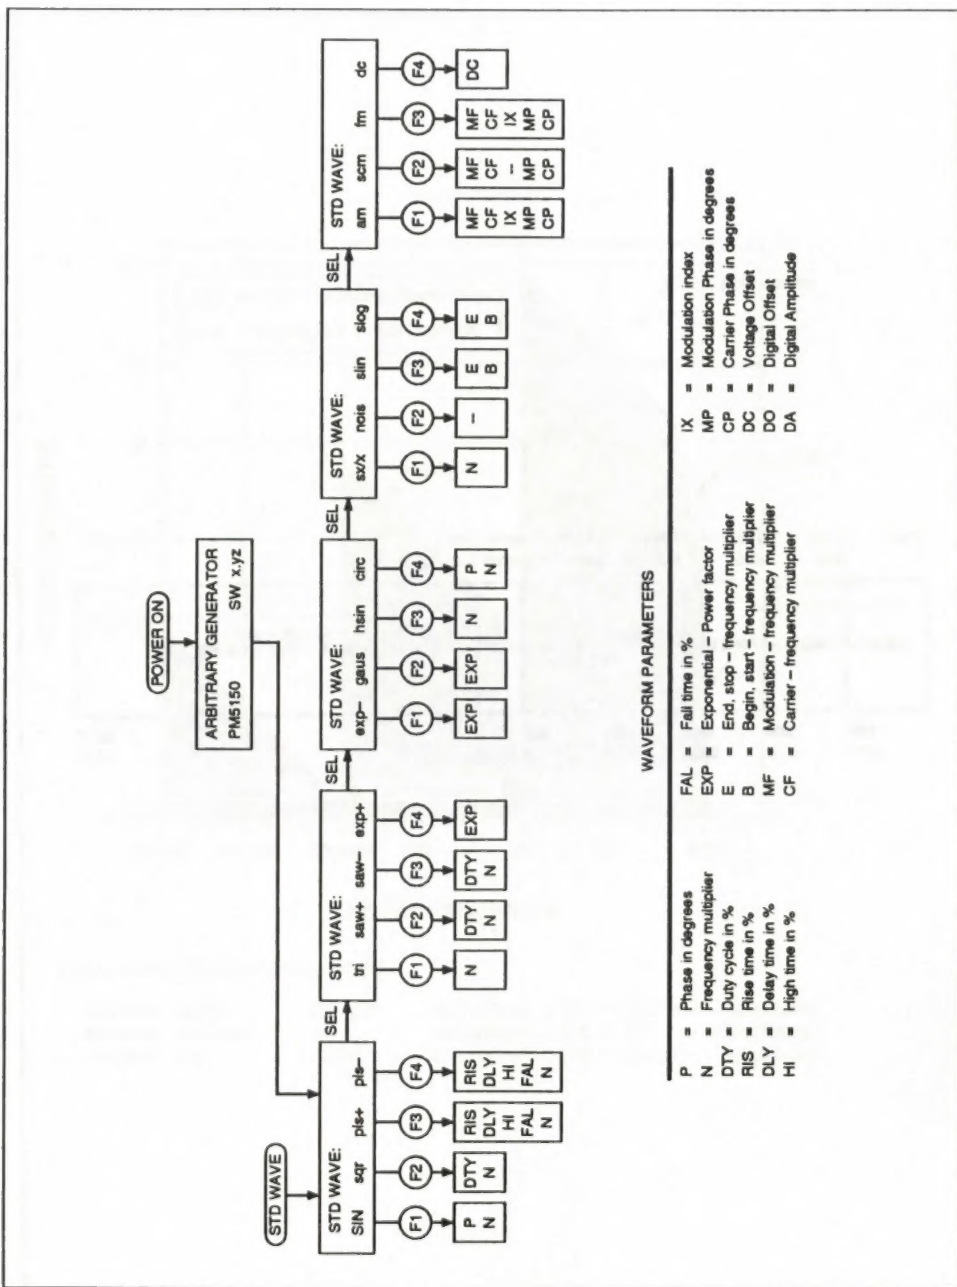 POWER ON
ARBITRARY GENERATOR
PM5150 SW x.yz
STD WAVE
STD WAVE:
SIN sqr pls+ pls–
F1 F2 F3 F4
P
N
DTY
N
RIS
DLY
HI
FAL
N
RIS
DLY
HI
FAL
N
SEL
STD WAVE:
tri saw+ saw– exp+
F1 F2 F3 F4
N
DTY
N
DTY
N
EXP
SEL
STD WAVE:
exp– gaus hsin circ
F1 F2 F3 F4
EXP
EXP
N
P
N
SEL
STD WAVE:
sx/x nois slin slog
F1 F2 F3 F4
N
–
E
B
E
B
SEL
STD WAVE:
am scm fm dc
F1 F2 F3 F4
MF
CF
IX
MP
CP
MF
CF
–
MP
CP
MF
CF
IX
MP
CP
DC
WAVEFORM PARAMETERS
P = Phase in degrees
N = Frequency multiplier
DTY = Duty cycle in %
RIS = Rise time in %
DLY = Delay time in %
HI = High time in %
FAL = Fall time in %
EXP = Exponential – Power factor
E = End, stop – frequency multiplier
B = Begin, start – frequency multiplier
MF = Modulation – frequency multiplier
CF = Carrier – frequency multiplier
IX = Modulation index
MP = Modulation Phase in degrees
CP = Carrier Phase in degrees
DC = Voltage Offset
DO = Digital Offset
DA = Digital Amplitude